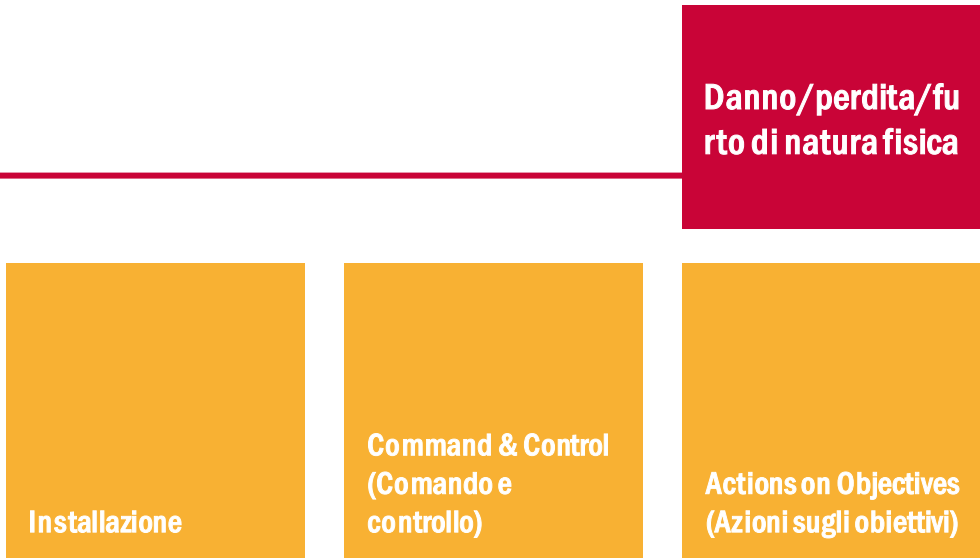 Danno/perdita/fu
rto di natura fisica
Installazione
Command & Control
(Comando e
controllo)
Actions on Objectives
(Azioni sugli obiettivi)